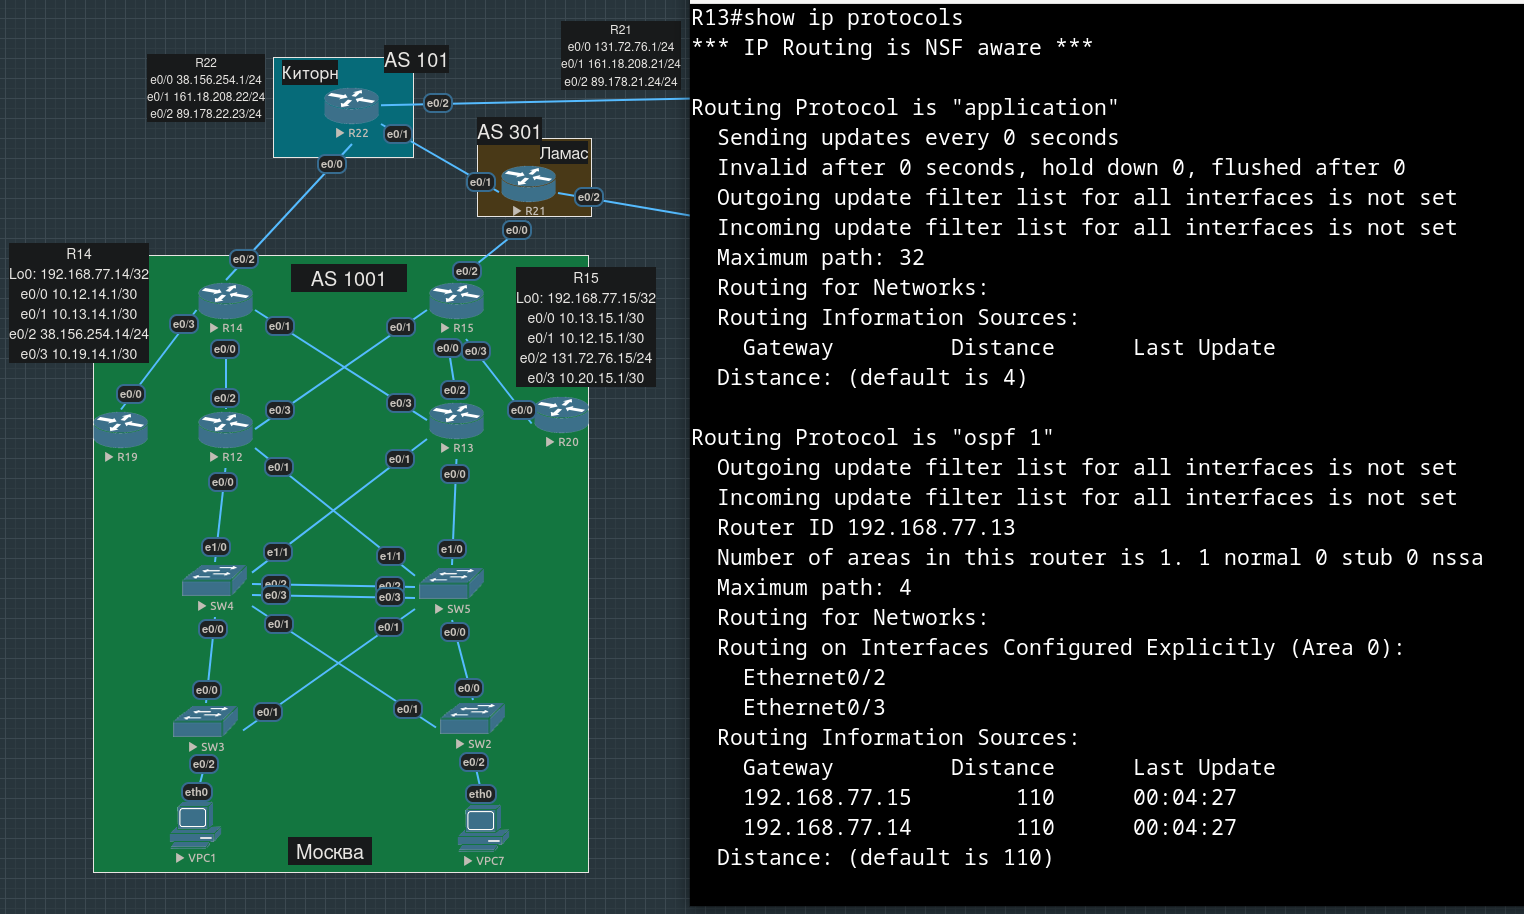 R22
e0/0 38.156.254.1/24
e0/1 161.18.208.22/24
e0/2 89.178.22.23/24
AS 101
Киторн
R22
e0/2
e0/1
e0/0
R21
e0/0 131.72.76.1/24
e0/1 161.18.208.21/24
e0/2 89.178.21.24/24
AS 301
Ламас
e0/1
e0/2
R21
e0/0
R14
Lo0: 192.168.77.14/32
e0/0 10.12.14.1/30
e0/1 10.13.14.1/30
e0/2 38.156.254.14/24
e0/3 10.19.14.1/30
e0/2
AS 1001
e0/2
R15
Lo0: 192.168.77.15/32
e0/0 10.13.15.1/30
e0/1 10.12.15.1/30
e0/2 131.72.76.15/24
e0/3 10.20.15.1/30
e0/3
R14
e0/1
e0/1
R15
e0/0
e0/0
e0/3
e0/0
e0/2
e0/3
e0/3
e0/2
e0/0
R19
R12
R13
R20
e0/1
e0/1
e0/0
e0/0
e1/0
e1/1
e1/1
e1/0
e0/2
e0/2
e0/3
e0/3
SW4
SW5
e0/0
e0/1
e0/1
e0/0
e0/0
e0/1
e0/1
e0/0
SW3
SW2
e0/2
e0/2
eth0
eth0
VPC1
VPC7
Москва
R13#show ip protocols
*** IP Routing is NSF aware ***
Routing Protocol is "application"
Sending updates every 0 seconds
Invalid after 0 seconds, hold down 0, flushed after 0
Outgoing update filter list for all interfaces is not set
Incoming update filter list for all interfaces is not set
Maximum path: 32
Routing for Networks:
Routing Information Sources:
Gateway Distance Last Update
Distance: (default is 4)
Routing Protocol is "ospf 1"
Outgoing update filter list for all interfaces is not set
Incoming update filter list for all interfaces is not set
Router ID 192.168.77.13
Number of areas in this router is 1. 1 normal 0 stub 0 nssa
Maximum path: 4
Routing for Networks:
Routing on Interfaces Configured Explicitly (Area 0):
Ethernet0/2
Ethernet0/3
Routing Information Sources:
Gateway Distance Last Update
192.168.77.15 110 00:04:27
192.168.77.14 110 00:04:27
Distance: (default is 110)